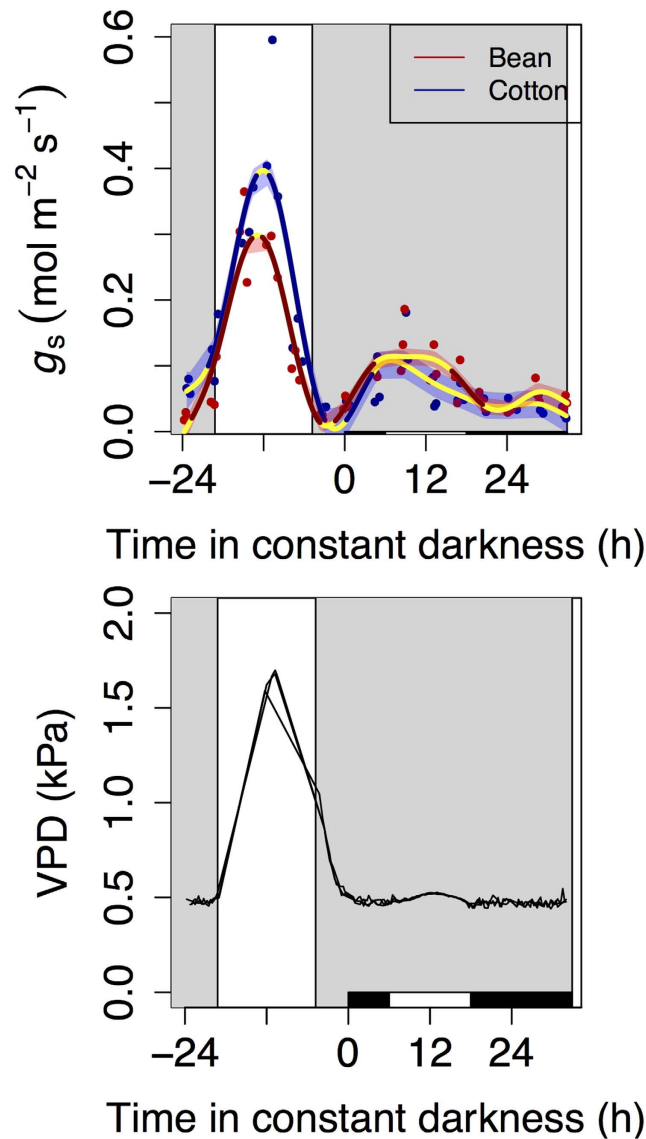 0.6
0.4
0.2
0.0
gs (mol m−2 s−1)
Bean
Cotton
−24 0 12 24
Time in constant darkness (h)
2.0
1.5
1.0
0.5
0.0
VPD (kPa)
−24 0 12 24
Time in constant darkness (h)